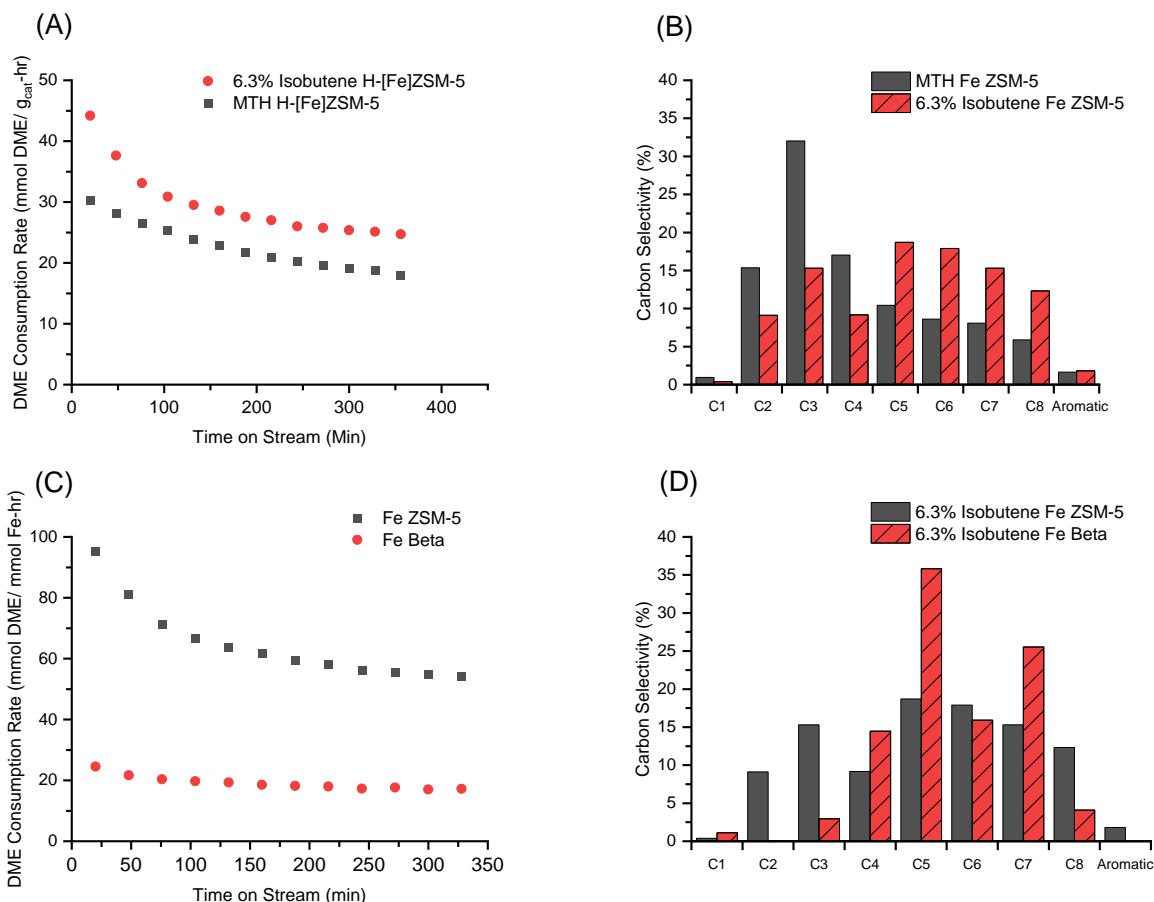 (A)
6.3% Isobutene H-[Fe]ZSM-5
MTH H-[Fe]ZSM-5
DME Consumption Rate (mmol DME/ gcat-hr)
50
40
30
20
10
0
0 100 200 300 400
Time on Stream (Min)
(B)
MTH Fe ZSM-5
6.3% Isobutene Fe ZSM-5
Carbon Selectivity (%)
40
35
30
25
20
15
10
5
0
C1 C2 C3 C4 C5 C6 C7 C8 Aromatic
(C)
Fe ZSM-5
Fe Beta
DME Consumption Rate (mmol DME/ mmol Fe-hr)
100
80
60
40
20
0
0 50 100 150 200 250 300 350
Time on Stream (min)
(D)
6.3% Isobutene Fe ZSM-5
6.3% Isobutene Fe Beta
Carbon Selectivity (%)
40
35
30
25
20
15
10
5
0
C1 C2 C3 C4 C5 C6 C7 C8 Aromatic